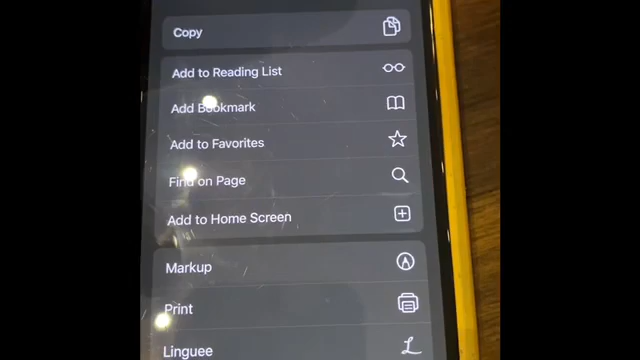 Copy
Add to Reading List
Add Bookmark
Add to Favorites
Find on Page
Add to Home Screen
Markup
Print
Linguee